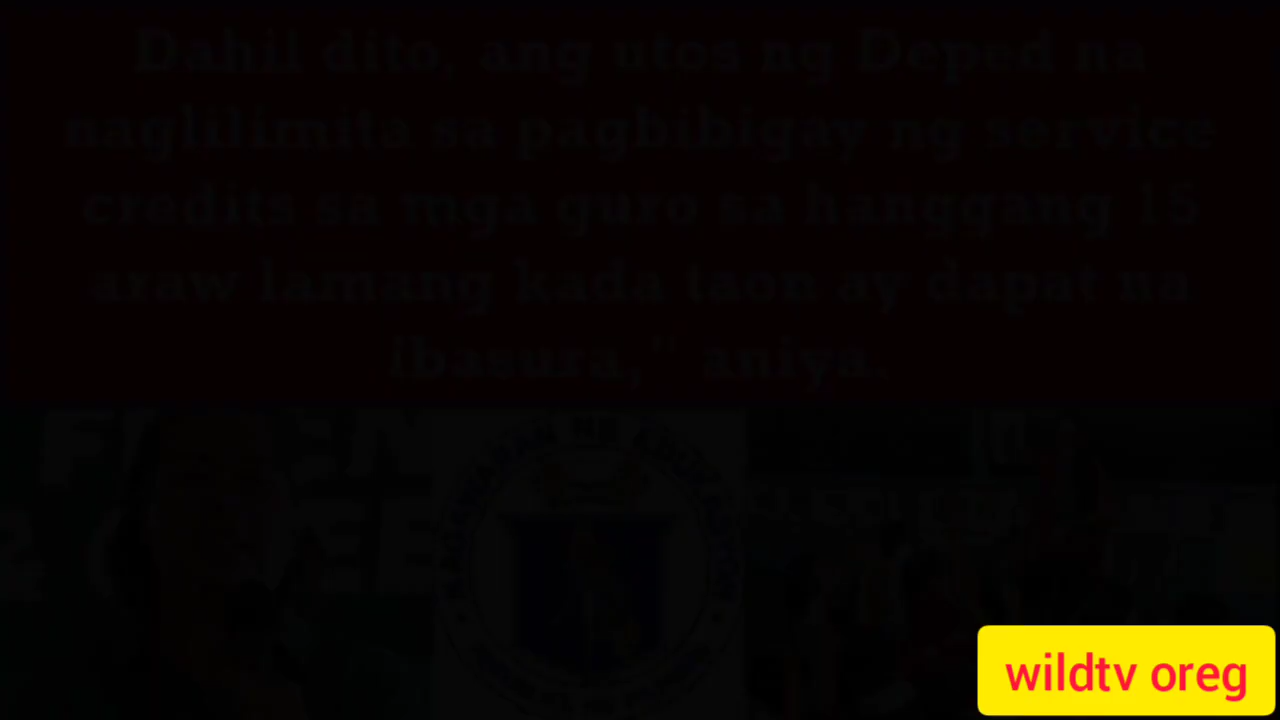 Dahil dito, ang utos ng Deped na
naglilimita sa pagbibigay ng service
credits sa mga guro sa hanggang 15
araw lamang kada taon ay dapat na
ibasura," aniya.
wildtv oreg